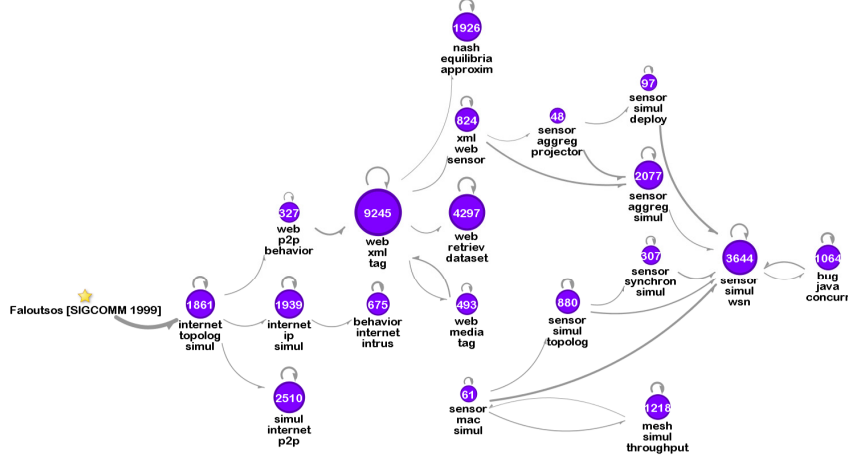 1926
nash
equilibria
approxim
97
sensor
simul
deploy
824
xml
web
sensor
48
sensor
aggreg
projector
2077
sensor
aggreg
simul
327
web
p2p
behavior
9245
web
xml
tag
4297
web
retriev
dataset
307
sensor
synchron
simul
3644
sensor
simul
wsn
1064
bug
java
concurr
Faloutsos [SIGCOMM 1999]
1861
internet
topolog
simul
1939
internet
ip
simul
675
behavior
internet
intrus
493
web
media
tag
880
sensor
simul
topolog
2510
simul
internet
p2p
61
sensor
mac
simul
1218
mesh
simul
throughput